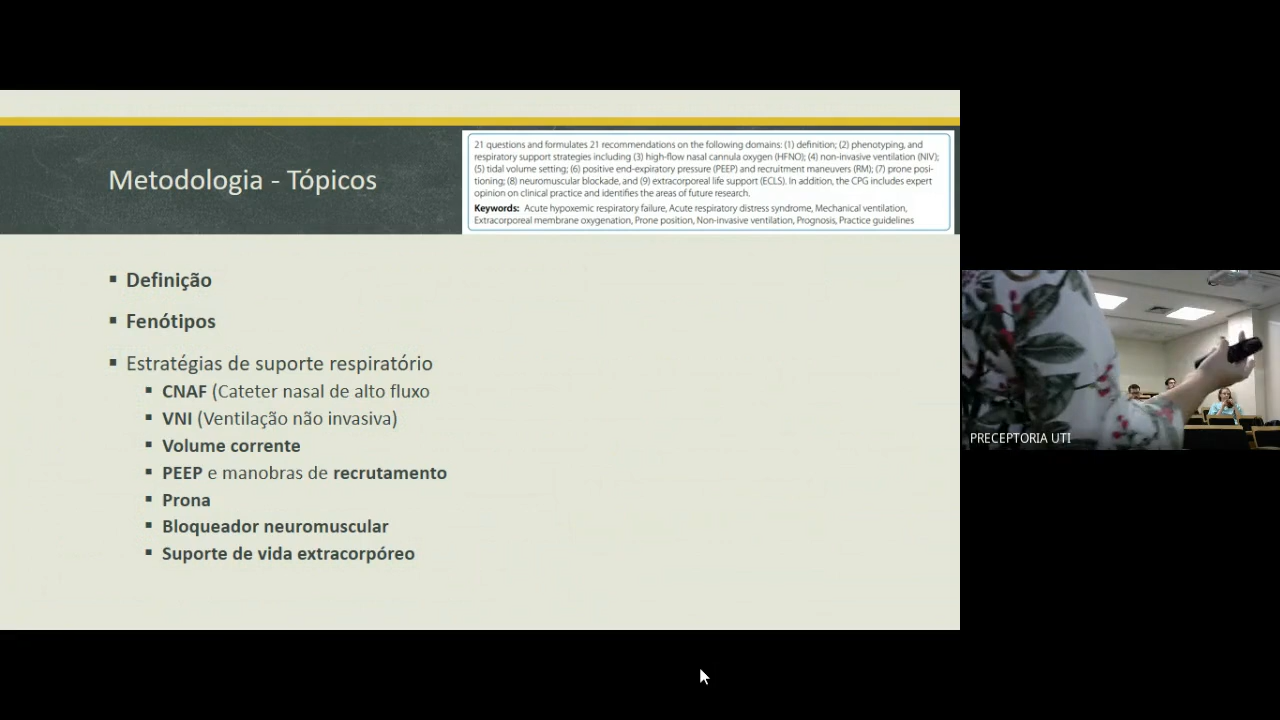 Metodologia - Tópicos
21 questions and formulates 21 recommendations on the following domains: (1) definition; (2) phenotyping, and
respiratory support strategies including (3) high-flow nasal cannula oxygen (HFNO); (4) non-invasive ventilation (NIV);
(5) tidal volume setting; (6) positive end-expiratory pressure (PEEP) and recruitment maneuvers (RM); (7) prone posi-
tioning; (8) neuromuscular blockade, and (9) extracorporeal life support (ECLS). In addition, the CPG includes expert
opinion on clinical practice and identifies the areas of future research.
Keywords: Acute hypoxemic respiratory failure, Acute respiratory distress syndrome, Mechanical ventilation,
Extracorporeal membrane oxygenation, Prone position, Non-invasive ventilation, Prognosis, Practice guidelines
▪ Definição
▪ Fenótipos
▪ Estratégias de suporte respiratório
▪ CNAF (Cateter nasal de alto fluxo
▪ VNI (Ventilação não invasiva)
▪ Volume corrente
▪ PEEP e manobras de recrutamento
▪ Prona
▪ Bloqueador neuromuscular
▪ Suporte de vida extracorpóreo
PRECEPTORIA UTI